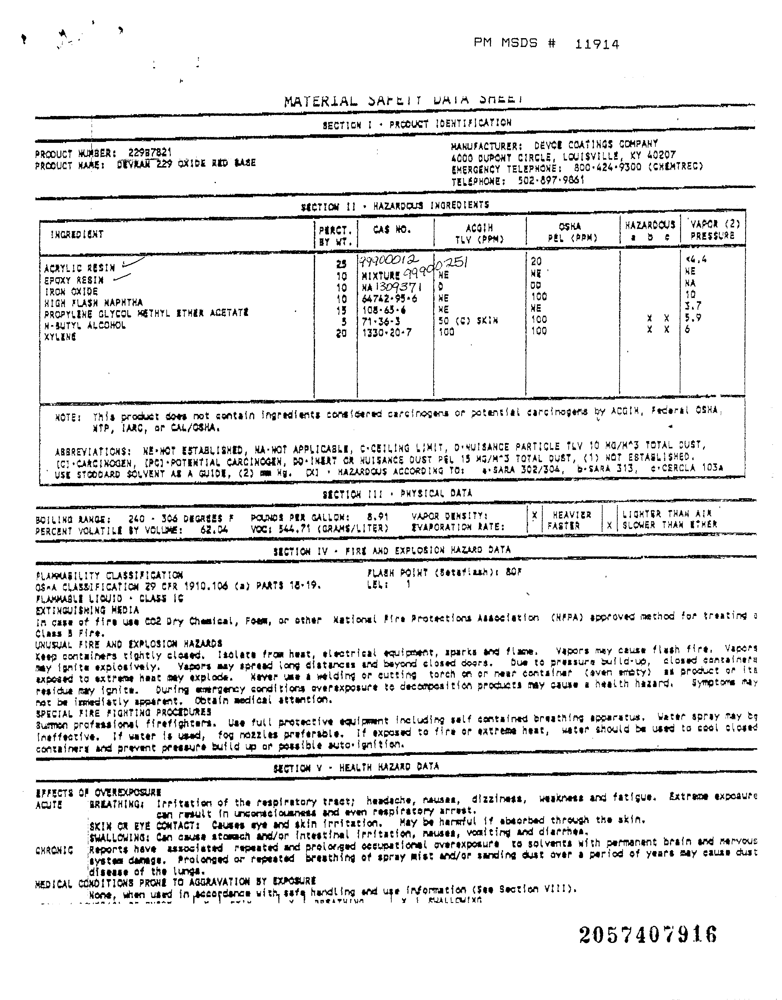 PM MSDS # 11914
MATERIAL SAFETY DATA SHEET
SECTION I - PRODUCT IDENTIFICATION
PRODUCT NUMBER: 22987821
PRODUCT NAME: DEVRAN 229 OXIDE RED BASE
MANUFACTURER: DEVOE COATINGS COMPANY
4000 DUPONT CIRCLE, LOUISVILLE, KY 40207
EMERGENCY TELEPHONE: 800-424-9300 (CHEMTREC)
TELEPHONE: 502-897-9861
SECTION II - HAZARDOUS INGREDIENTS
INGREDIENT PERCT. BY WT. CAS NO. ACGIH TLV (PPM) OSHA PEL (PPM) HAZARDOUS a b c VAPOR (2) PRESSURE
ACRYLIC RESIN 25 99900012 20 <4.4
EPOXY RESIN 10 MIXTURE 99900251 NE NE NE
IRON OXIDE 10 NA 1309371 D DD NA
HIGH FLASH NAPHTHA 10 64742-95-6 NE 100 10
PROPYLENE GLYCOL METHYL ETHER ACETATE 15 108-65-6 NE NE 3.7
N-BUTYL ALCOHOL 5 71-36-3 50 (C) SKIN 100 X X 5.9
XYLENE 20 1330-20-7 100 100 X X 6
NOTE: This product does not contain ingredients considered carcinogens or potential carcinogens by ACGIH, Federal OSHA,
NTP, IARC, or CAL/OSHA.
ABBREVIATIONS: NE-NOT ESTABLISHED, NA-NOT APPLICABLE, C-CEILING LIMIT, D-NUISANCE PARTICLE TLV 10 MG/M^3 TOTAL DUST,
[C]-CARCINOGEN, [PC]-POTENTIAL CARCINOGEN, DD-INERT OR NUISANCE DUST PEL 15 MG/M^3 TOTAL DUST, (1) NOT ESTABLISHED.
USE STODDARD SOLVENT AS A GUIDE, (2) mm Hg. [X] - HAZARDOUS ACCORDING TO: a-SARA 302/304, b-SARA 313, c-CERCLA 103A
SECTION III - PHYSICAL DATA
BOILING RANGE: 240 - 306 DEGREES F POUNDS PER GALLON: 8.91 VAPOR DENSITY: X HEAVIER LIGHTER THAN AIR
PERCENT VOLATILE BY VOLUME: 62.04 VOC: 544.71 (GRAMS/LITER) EVAPORATION RATE: FASTER X SLOWER THAN ETHER
SECTION IV - FIRE AND EXPLOSION HAZARD DATA
FLAMMABILITY CLASSIFICATION FLASH POINT (Setaflash): 80F
OSHA CLASSIFICATION 29 CFR 1910.106 (a) PARTS 18-19. LEL: 1
FLAMMABLE LIQUID - CLASS IC
EXTINGUISHING MEDIA
In case of fire use CO2 Dry Chemical, Foam, or other National Fire Protections Association (NFPA) approved method for treating a
Class B Fire.
UNUSUAL FIRE AND EXPLOSION HAZARDS
Keep containers tightly closed. Isolate from heat, electrical equipment, sparks and flame. Vapors may cause flash fire. Vapors
may ignite explosively. Vapors may spread long distances and beyond closed doors. Due to pressure build-up, closed containers
exposed to extreme heat may explode. Never use a welding or cutting torch on or near container (even empty) as product or its
residue may ignite. During emergency conditions overexposure to decomposition products may cause a health hazard. Symptoms may
not be immediatly apparent. Obtain medical attention.
SPECIAL FIRE FIGHTING PROCEDURES
Summon professional firefighters. Use full protective equipment including self contained breathing apparatus. Water spray may be
ineffective. If water is used, fog nozzles preferable. If exposed to fire or extreme heat, water should be used to cool closed
containers and prevent pressure build up or possible auto-ignition.
SECTION V - HEALTH HAZARD DATA
EFFECTS OF OVEREXPOSURE
ACUTE BREATHING: Irritation of the respiratory tract; headache, nausea, dizziness, weakness and fatigue. Extreme exposure
can result in unconsciousness and even respiratory arrest.
SKIN OR EYE CONTACT: Causes eye and skin irritation. May be harmful if absorbed through the skin.
SWALLOWING: Can cause stomach and/or intestinal irritation, nausea, vomiting and diarrhea.
CHRONIC Reports have associated repeated and prolonged occupational overexposure to solvents with permanent brain and nervous
system damage. Prolonged or repeated breathing of spray mist and/or sanding dust over a period of years may cause dust
disease of the lungs.
MEDICAL CONDITIONS PRONE TO AGGRAVATION BY EXPOSURE
None, when used in accordance with safe handling and use information (See Section VIII).
2057407916